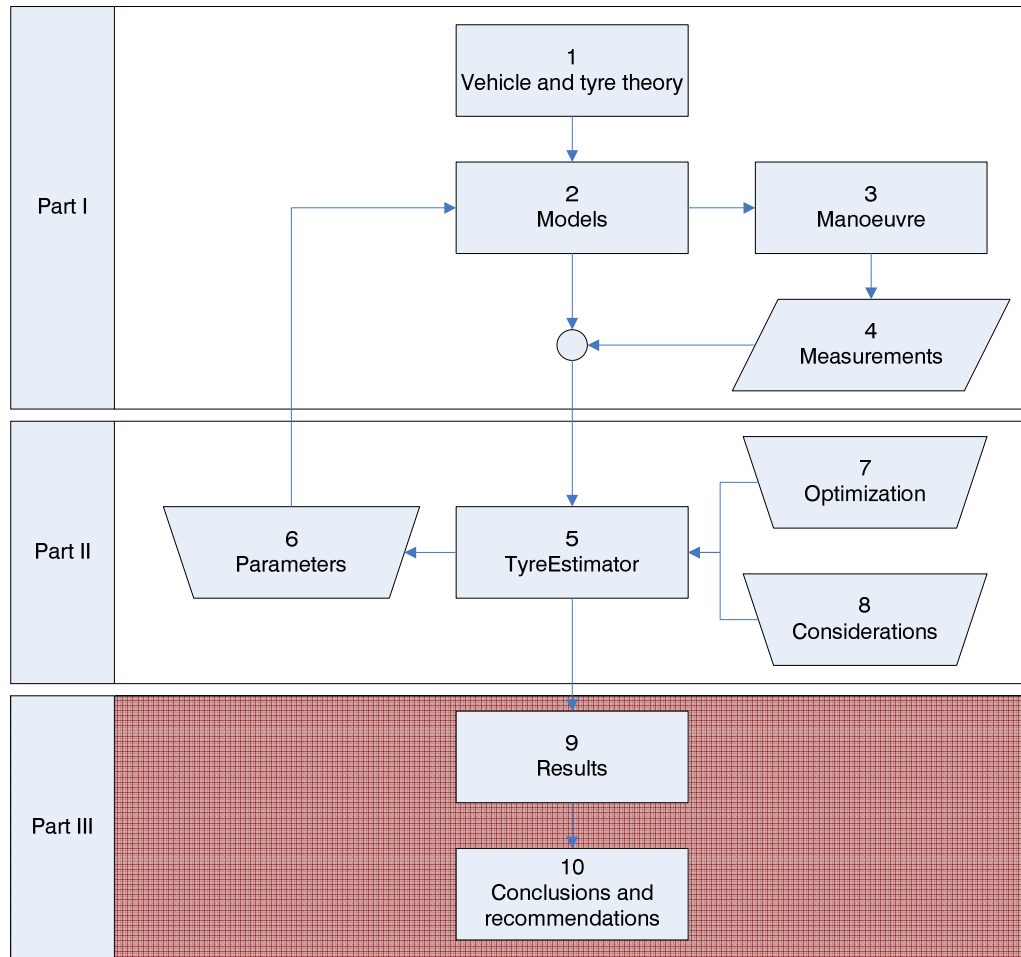 Part I
1
Vehicle and tyre theory
2
Models
3
Manoeuvre
4
Measurements
Part II
7
Optimization
6
Parameters
5
TyreEstimator
8
Considerations
Part III
9
Results
10
Conclusions and
recommendations